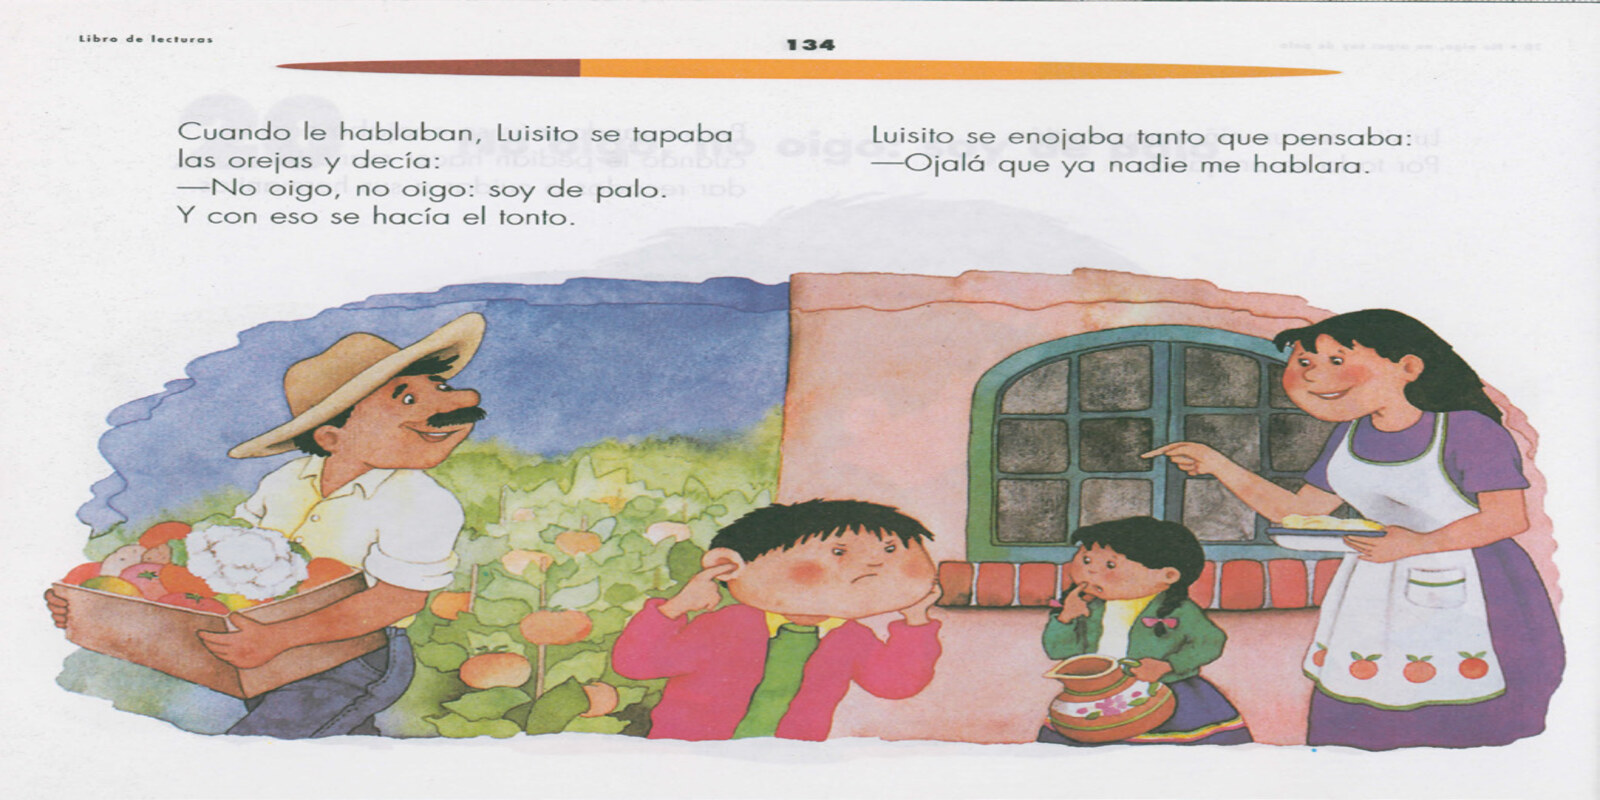 Libro de lecturas
134
Cuando le hablaban, Luisito se tapaba
las orejas y decía:
—No oigo, no oigo: soy de palo.
Y con eso se hacía el tonto.
Luisito se enojaba tanto que pensaba:
—Ojalá que ya nadie me hablara.